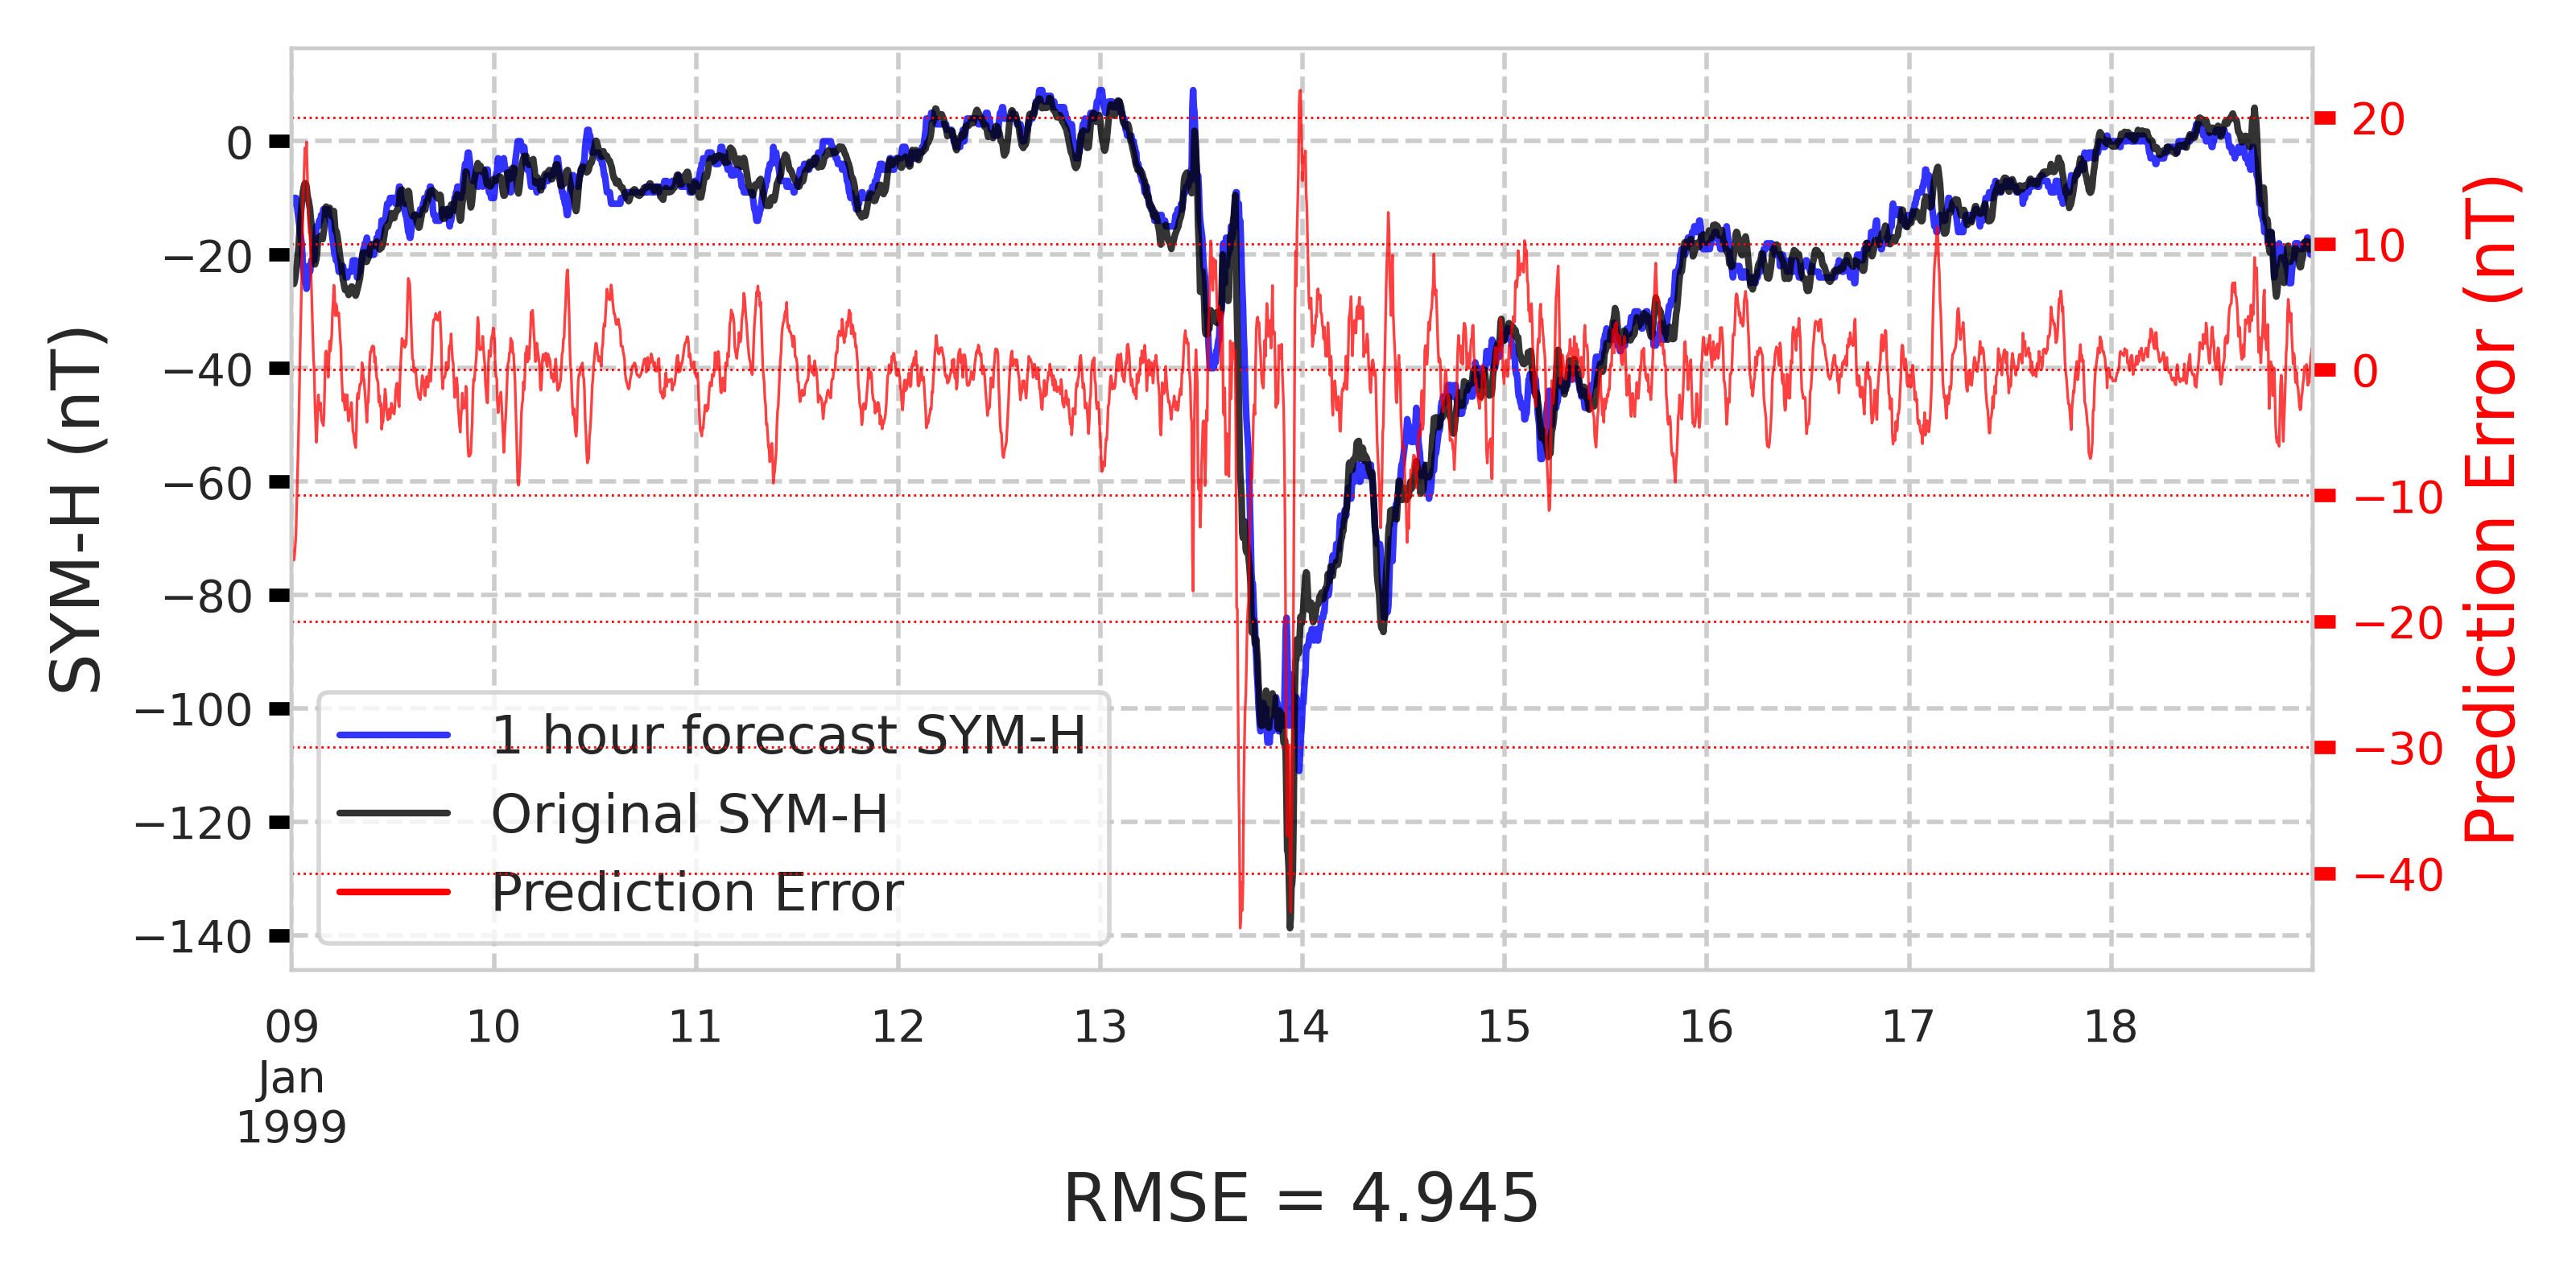 SYM-H (nT)
0
−20
−40
−60
−80
−100
−120
−140
1 hour forecast SYM-H
Original SYM-H
Prediction Error
20
10
0
−10
−20
−30
−40
Prediction Error (nT)
09 10 11 12 13 14 15 16 17 18
Jan
1999
RMSE = 4.945